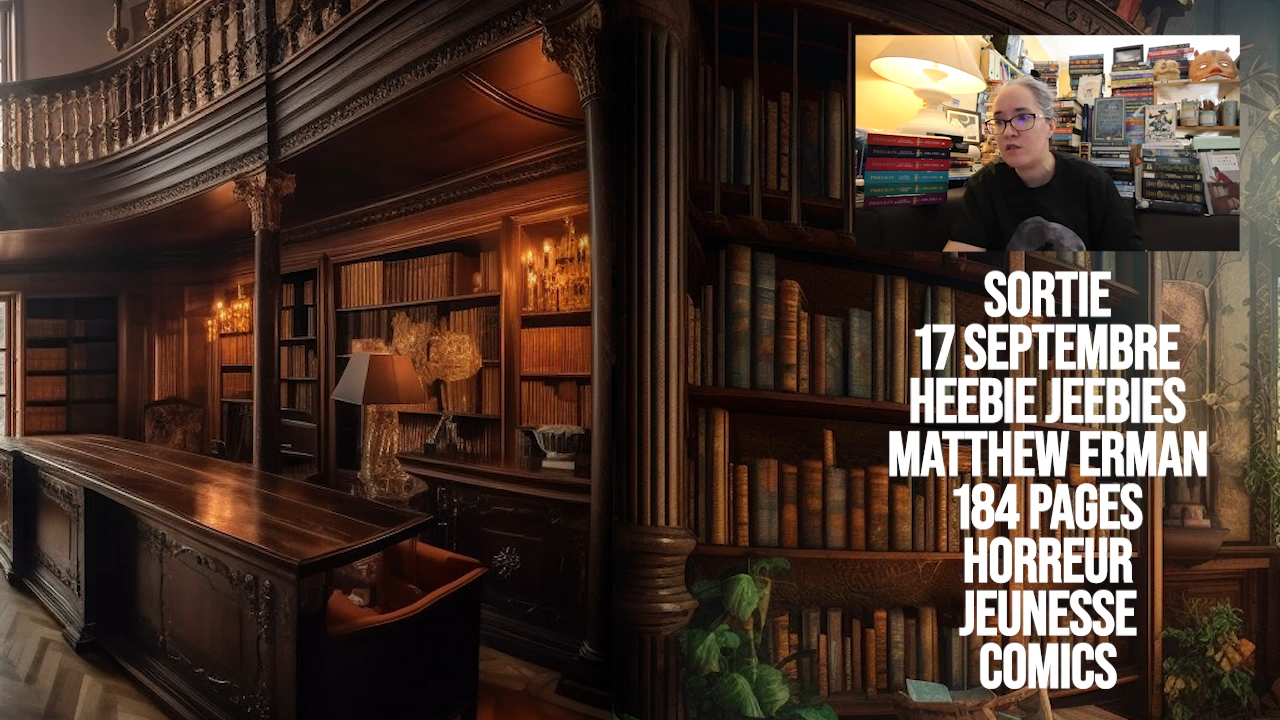 SORTIE
17 SEPTEMBRE
HEEBIE JEEBIES
MATTHEW ERMAN
184 PAGES
HORREUR
JEUNESSE
COMICS